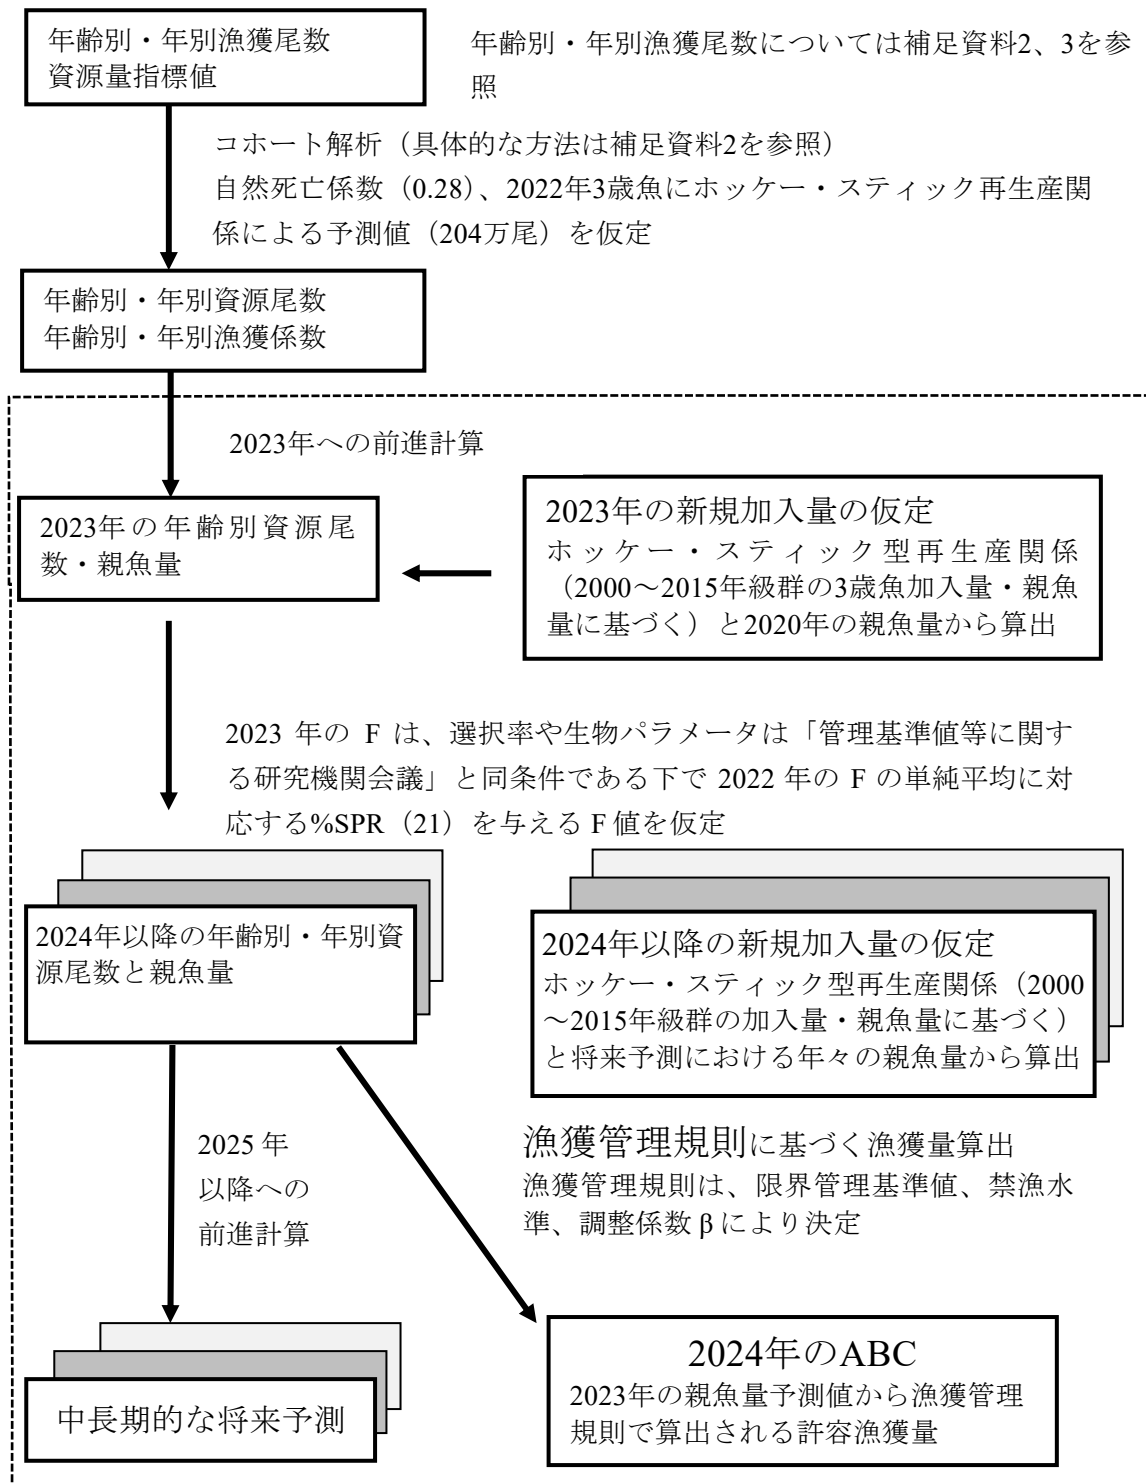 年齢別・年別漁獲尾数
資源量指標値
年齢別・年別漁獲尾数については補足資料2、3を参
照
コホート解析（具体的な方法は補足資料2を参照）
自然死亡係数（0.28）、2022年3歳魚にホッケー・スティック再生産関
係による予測値（204万尾）を仮定
年齢別・年別資源尾数
年齢別・年別漁獲係数
2023年への前進計算
2023年の年齢別資源尾
数・親魚量
2023年の新規加入量の仮定
ホッケー・スティック型再生産関係
（2000～2015年級群の3歳魚加入量・親魚
量に基づく）と2020年の親魚量から算出
2023 年の F は、選択率や生物パラメータは「管理基準値等に関す
る研究機関会議」と同条件である下で 2022 年の F の単純平均に対
応する%SPR（21）を与える F 値を仮定
2024年以降の年齢別・年別資
源尾数と親魚量
2024年以降の新規加入量の仮定
ホッケー・スティック型再生産関係（2000
～2015年級群の加入量・親魚量に基づく）
と将来予測における年々の親魚量から算出
2025 年
以降への
前進計算
漁獲管理規則に基づく漁獲量算出
漁獲管理規則は、限界管理基準値、禁漁水
準、調整係数 β により決定
中長期的な将来予測
2024年のABC
2023年の親魚量予測値から漁獲管理
規則で算出される許容漁獲量